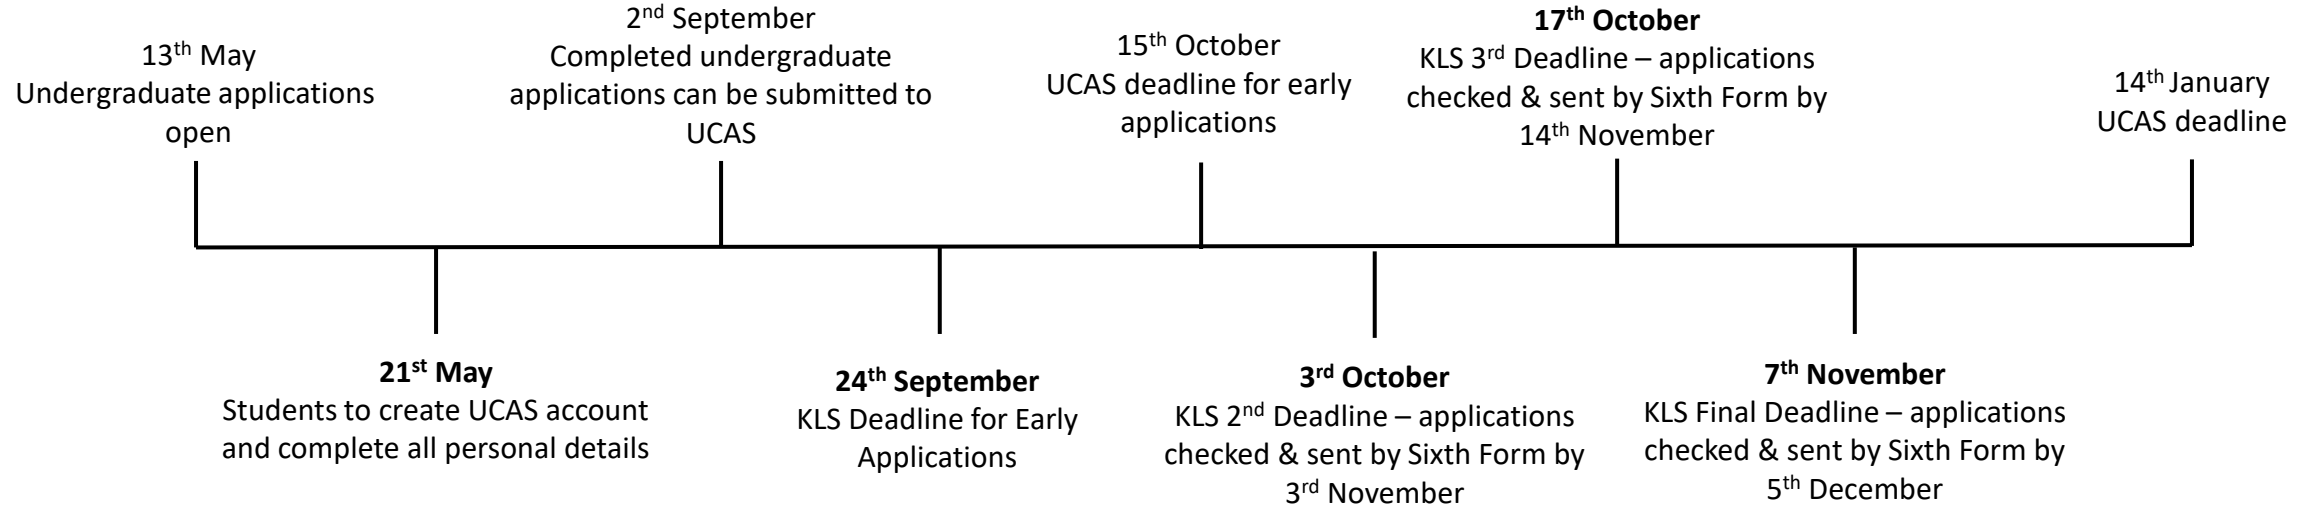 13th May
Undergraduate applications
open
2nd September
Completed undergraduate
applications can be submitted to
UCAS
15th October
UCAS deadline for early
applications
17th October
KLS 3rd Deadline – applications
checked & sent by Sixth Form by
14th November
14th January
UCAS deadline
21st May
Students to create UCAS account
and complete all personal details
24th September
KLS Deadline for Early
Applications
3rd October
KLS 2nd Deadline – applications
checked & sent by Sixth Form by
3rd November
7th November
KLS Final Deadline – applications
checked & sent by Sixth Form by
5th December